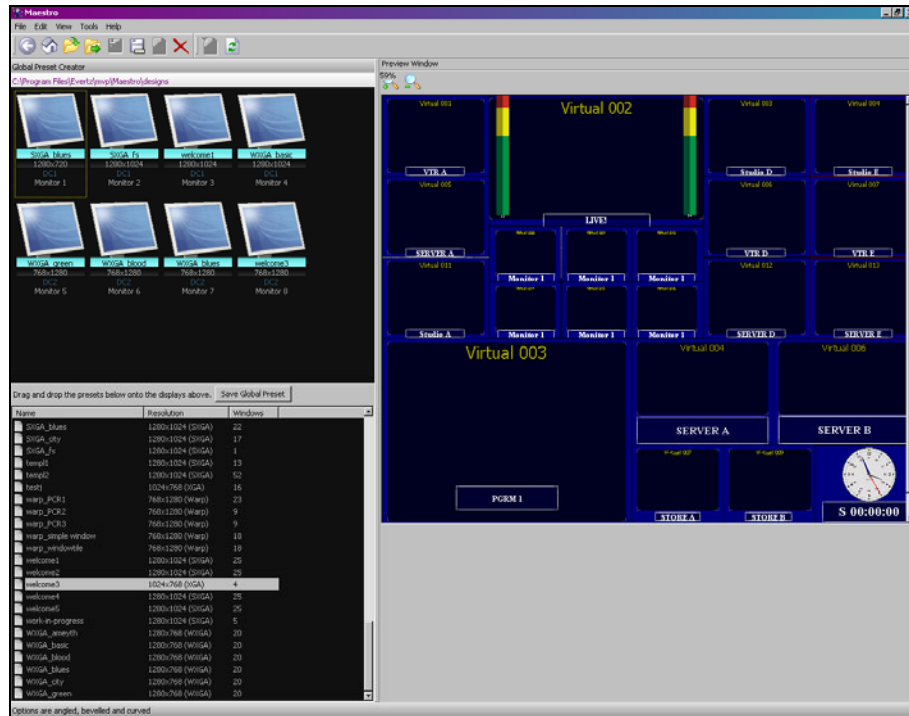 Maestro
File Edit View Tools Help
Global Preset Creator
C:\Program Files\Evertz\mvp\Maestro\designs
SXGA_blues SXGA_fs welcome1 WXGA_basic
1280x720 1280x1024 1280x1024 1280x1024
DC1 DC1 DC1 DC1
Monitor 1 Monitor 2 Monitor 3 Monitor 4
WXGA_green WXGA_blood WXGA_blues welcome3
768x1280 768x1280 768x1280 768x1280
DC2 DC2 DC2 DC2
Monitor 5 Monitor 6 Monitor 7 Monitor 8
Drag and drop the presets below onto the displays above. Save Global Preset
Name Resolution Windows
SXGA_blues 1280x1024 (SXGA) 22
SXGA_city 1280x1024 (SXGA) 17
SXGA_fs 1280x1024 (SXGA) 1
templ1 1280x1024 (SXGA) 13
templ2 1280x1024 (SXGA) 52
test1 1024x768 (XGA) 16
warp_PCR1 768x1280 (Warp) 23
warp_PCR2 768x1280 (Warp) 9
warp_PCR3 768x1280 (Warp) 9
warp_simple window 768x1280 (Warp) 18
warp_windowtile 768x1280 (Warp) 18
welcome1 1280x1024 (SXGA) 25
welcome2 1280x1024 (SXGA) 25
welcome3 1024x768 (XGA) 4
welcome4 1280x1024 (SXGA) 25
welcome5 1280x1024 (SXGA) 25
work-in-progress 1280x1024 (SXGA) 5
WXGA_ameyth 1280x768 (WXGA) 20
WXGA_basic 1280x768 (WXGA) 20
WXGA_blood 1280x768 (WXGA) 20
WXGA_blues 1280x768 (WXGA) 20
WXGA_city 1280x768 (WXGA) 20
WXGA_green 1280x768 (WXGA) 20
Options are angled, bevelled and curved
Preview Window
59%
Virtual 001 Virtual 002 Virtual 003 Virtual 004
VTR A Studio D Studio E
Virtual 005 LIVE! Virtual 006 Virtual 007
SERVER A Monitor 1 Monitor 1 Monitor 1 VTR D VTR E
Virtual 011 Virtual 012 Virtual 013
Studio A Monitor 1 Monitor 1 Monitor 1 SERVER D SERVER E
Virtual 003 Virtual 004 Virtual 006
SERVER A SERVER B
PGRM 1
STORE A STORE B S 00:00:00